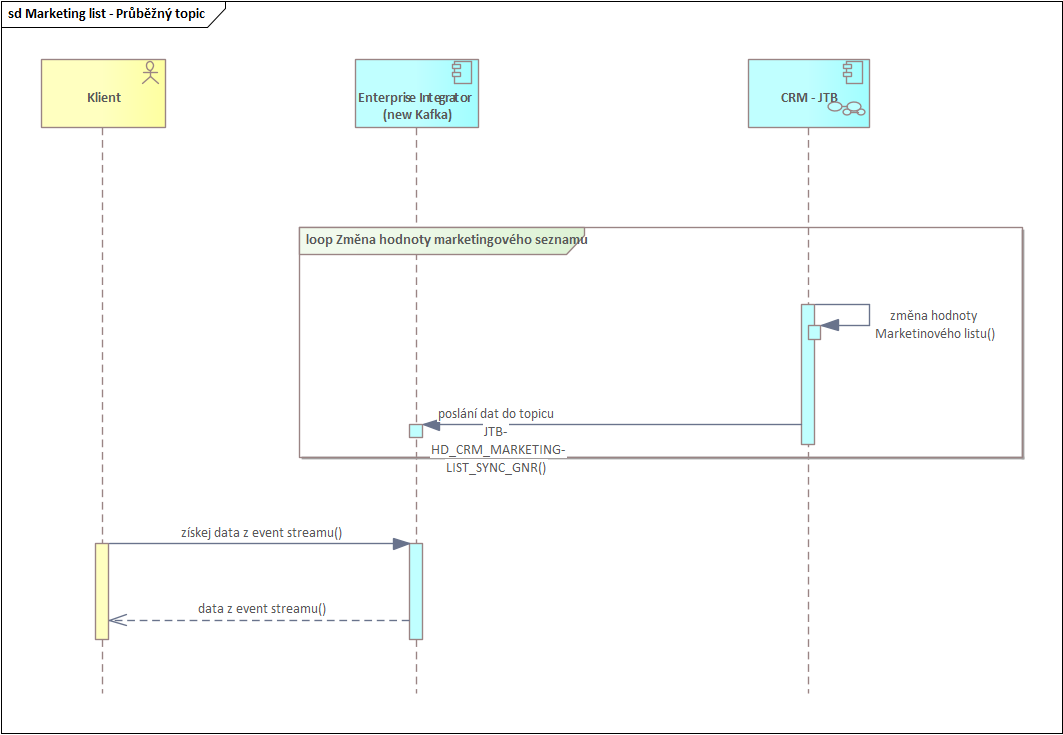 sd Marketing list - Průběžný topic
Klient
Enterprise Integrator
(new Kafka)
CRM - JTB
loop Změna hodnoty marketingového seznamu
změna hodnoty
Marketinového listu()
poslání dat do topicu
JTB-
HD_CRM_MARKETING-
LIST_SYNC_GNR()
získej data z event streamu()
data z event streamu()